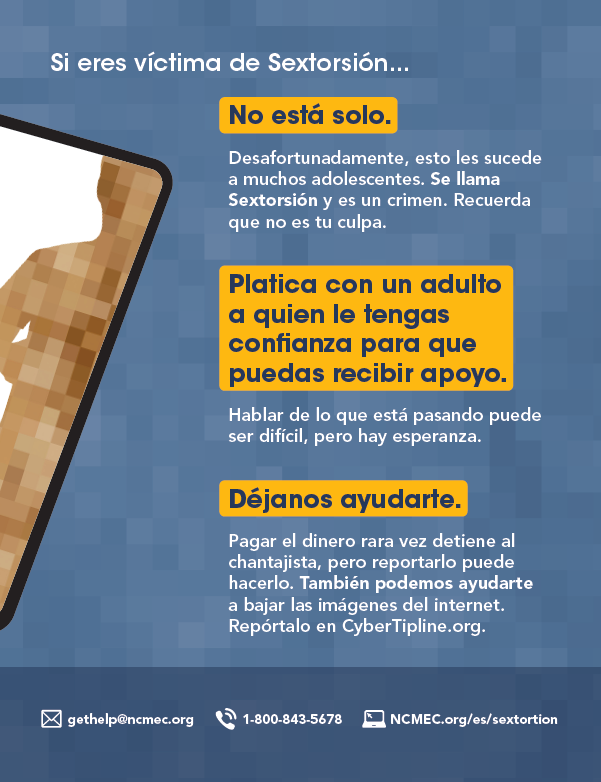 Si eres víctima de Sextorsión...
No está solo.
Desafortunadamente, esto les sucede
a muchos adolescentes. Se llama
Sextorsión y es un crimen. Recuerda
que no es tu culpa.
Platica con un adulto
a quien le tengas
confianza para que
puedas recibir apoyo.
Hablar de lo que está pasando puede
ser difícil, pero hay esperanza.
Déjanos ayudarte.
Pagar el dinero rara vez detiene al
chantajista, pero reportarlo puede
hacerlo. También podemos ayudarte
a bajar las imágenes del internet.
Repórtalo en CyberTipline.org.
gethelp@ncmec.org 1-800-843-5678 NCMEC.org/es/sextortion